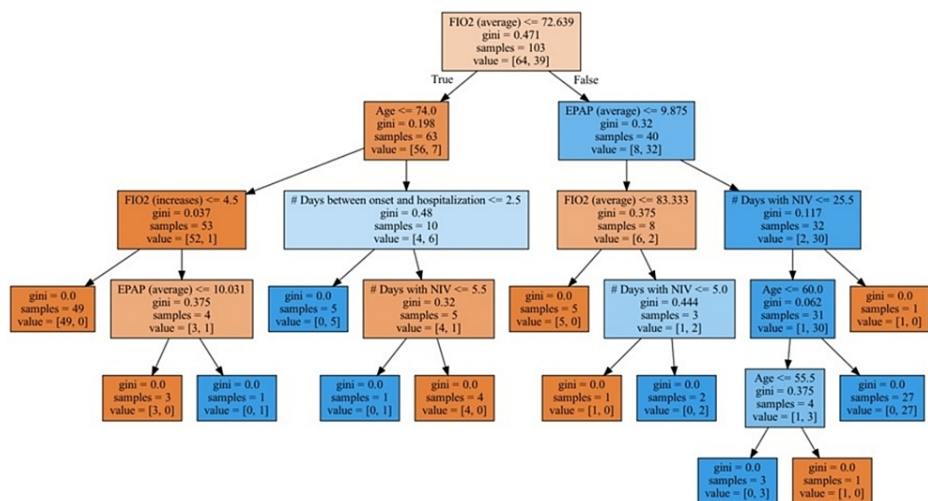 FIO2 (average) <= 72.639
gini = 0.471
samples = 103
value = [64, 39]
True
False
Age <= 74.0
gini = 0.198
samples = 63
value = [56, 7]
EPAP (average) <= 9.875
gini = 0.32
samples = 40
value = [8, 32]
FIO2 (increases) <= 4.5
gini = 0.037
samples = 53
value = [52, 1]
# Days between onset and hospitalization <= 2.5
gini = 0.48
samples = 10
value = [4, 6]
FIO2 (average) <= 83.333
gini = 0.375
samples = 8
value = [6, 2]
# Days with NIV <= 25.5
gini = 0.117
samples = 32
value = [2, 30]
gini = 0.0
samples = 49
value = [49, 0]
EPAP (average) <= 10.031
gini = 0.375
samples = 4
value = [3, 1]
gini = 0.0
samples = 5
value = [0, 5]
# Days with NIV <= 5.5
gini = 0.32
samples = 5
value = [4, 1]
gini = 0.0
samples = 5
value = [5, 0]
# Days with NIV <= 5.0
gini = 0.444
samples = 3
value = [1, 2]
Age <= 60.0
gini = 0.062
samples = 31
value = [1, 30]
gini = 0.0
samples = 1
value = [1, 0]
gini = 0.0
samples = 3
value = [3, 0]
gini = 0.0
samples = 1
value = [0, 1]
gini = 0.0
samples = 1
value = [0, 1]
gini = 0.0
samples = 4
value = [4, 0]
gini = 0.0
samples = 1
value = [1, 0]
gini = 0.0
samples = 2
value = [0, 2]
Age <= 55.5
gini = 0.375
samples = 4
value = [1, 3]
gini = 0.0
samples = 27
value = [0, 27]
gini = 0.0
samples = 3
value = [0, 3]
gini = 0.0
samples = 1
value = [1, 0]